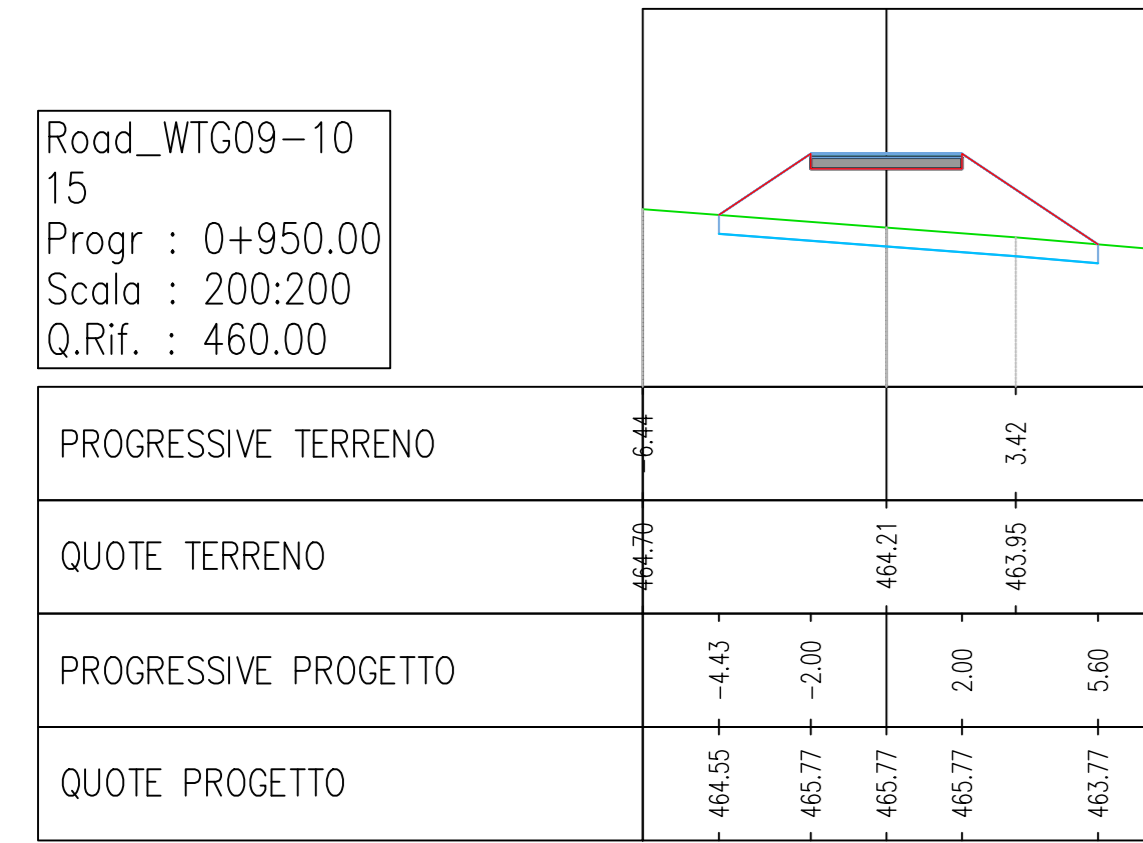 Road_WTG09-10
15
Progr : 0+950.00
Scala : 200:200
Q.Rif. : 460.00
PROGRESSIVE TERRENO
-6.44
3.42
QUOTE TERRENO
464.70
464.21
463.95
PROGRESSIVE PROGETTO
-4.43
-2.00
2.00
5.60
QUOTE PROGETTO
464.55
465.77
465.77
465.77
463.77